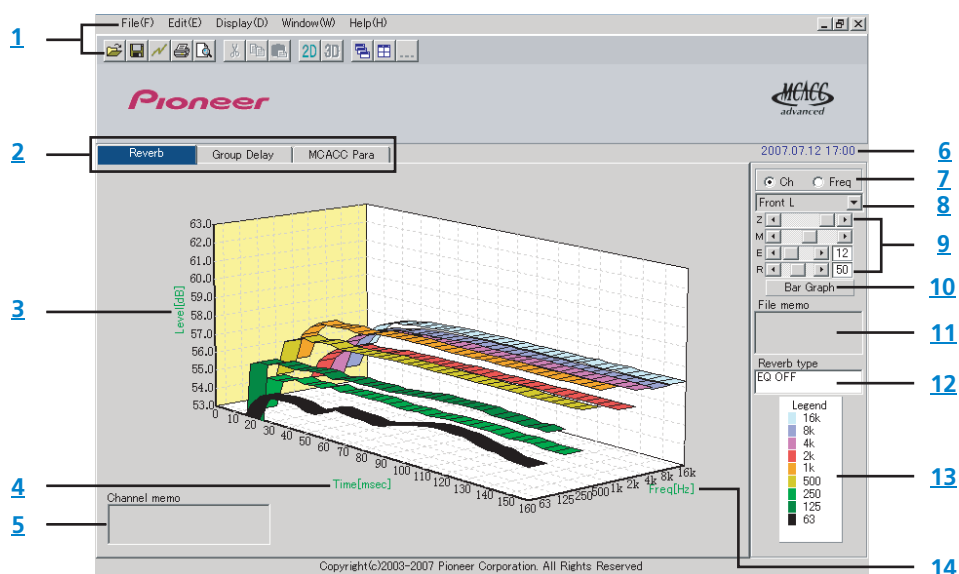 File(F) Edit(E) Display(D) Window(W) Help(H)
1
2D 3D ...
Pioneer
MCACC
advanced
2
Reverb Group Delay MCACC Para
2007.07.12 17:00
6
Ch Freq
7
Front L
8
Z
M
E 12
R 50
9
Bar Graph
10
File memo
11
Reverb type
EQ OFF
12
Legend
16k
8k
4k
2k
1k
500
250
125
63
13
3
Level[dB]
63.0
62.0
61.0
60.0
59.0
58.0
57.0
56.0
55.0
54.0
53.0
0 10 20 30 40 50 60 70 80 90 100 110 120 130 140 150 160
63 125 250 500 1k 2k 4k 8k 16k
4
Time[msec]
Freq[Hz]
Channel memo
5
14
Copyright(c)2003-2007 Pioneer Corporation. All Rights Reserved